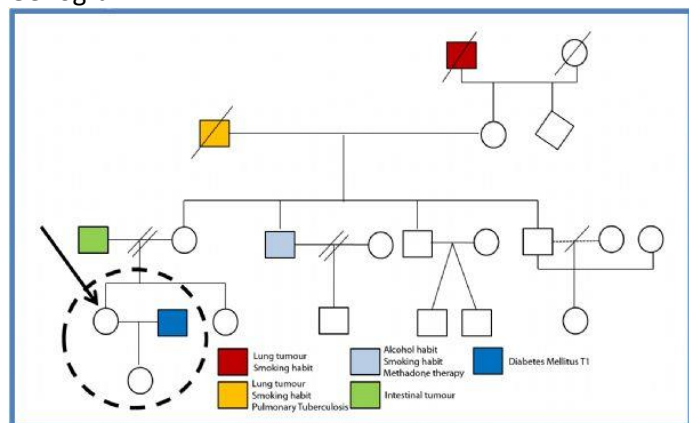 Lung tumour
Smoking habit
Alcohol habit
Smoking habit
Methadone therapy
Diabetes Mellitus T1
Lung tumour
Smoking habit
Pulmonary Tuberculosis
Intestinal tumour